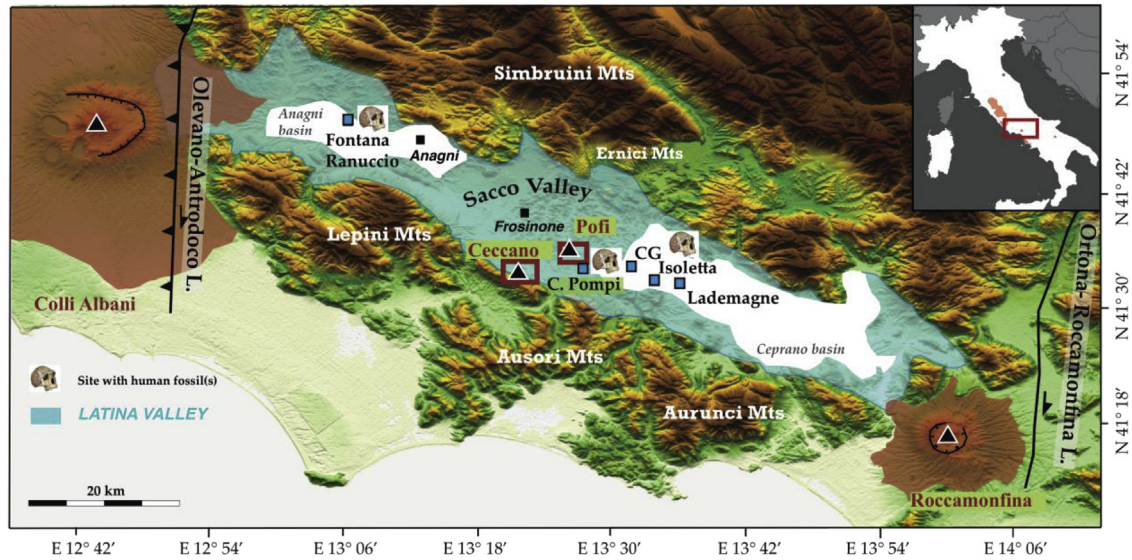 Simbruini Mts
Anagni
basin
Fontana
Ranuccio
Anagni
Ernici Mts
Sacco Valley
Olevano-Antrodoco L.
Lepini Mts
Frosinone
Pofi
Ceccano
CG
Isoletta
C. Pompi
Lademagne
Colli Albani
Ausori Mts
Ceprano basin
Ortona-Roccamonfina L.
Aurunci Mts
Roccamonfina
Site with human fossil(s)
LATINA VALLEY
20 km
N 41° 54′
N 41° 42′
N 41° 30′
N 41° 18′
E 12° 42′
E 12° 54′
E 13° 06′
E 13° 18′
E 13° 30′
E 13° 42′
E 13° 54′
E 14° 06′